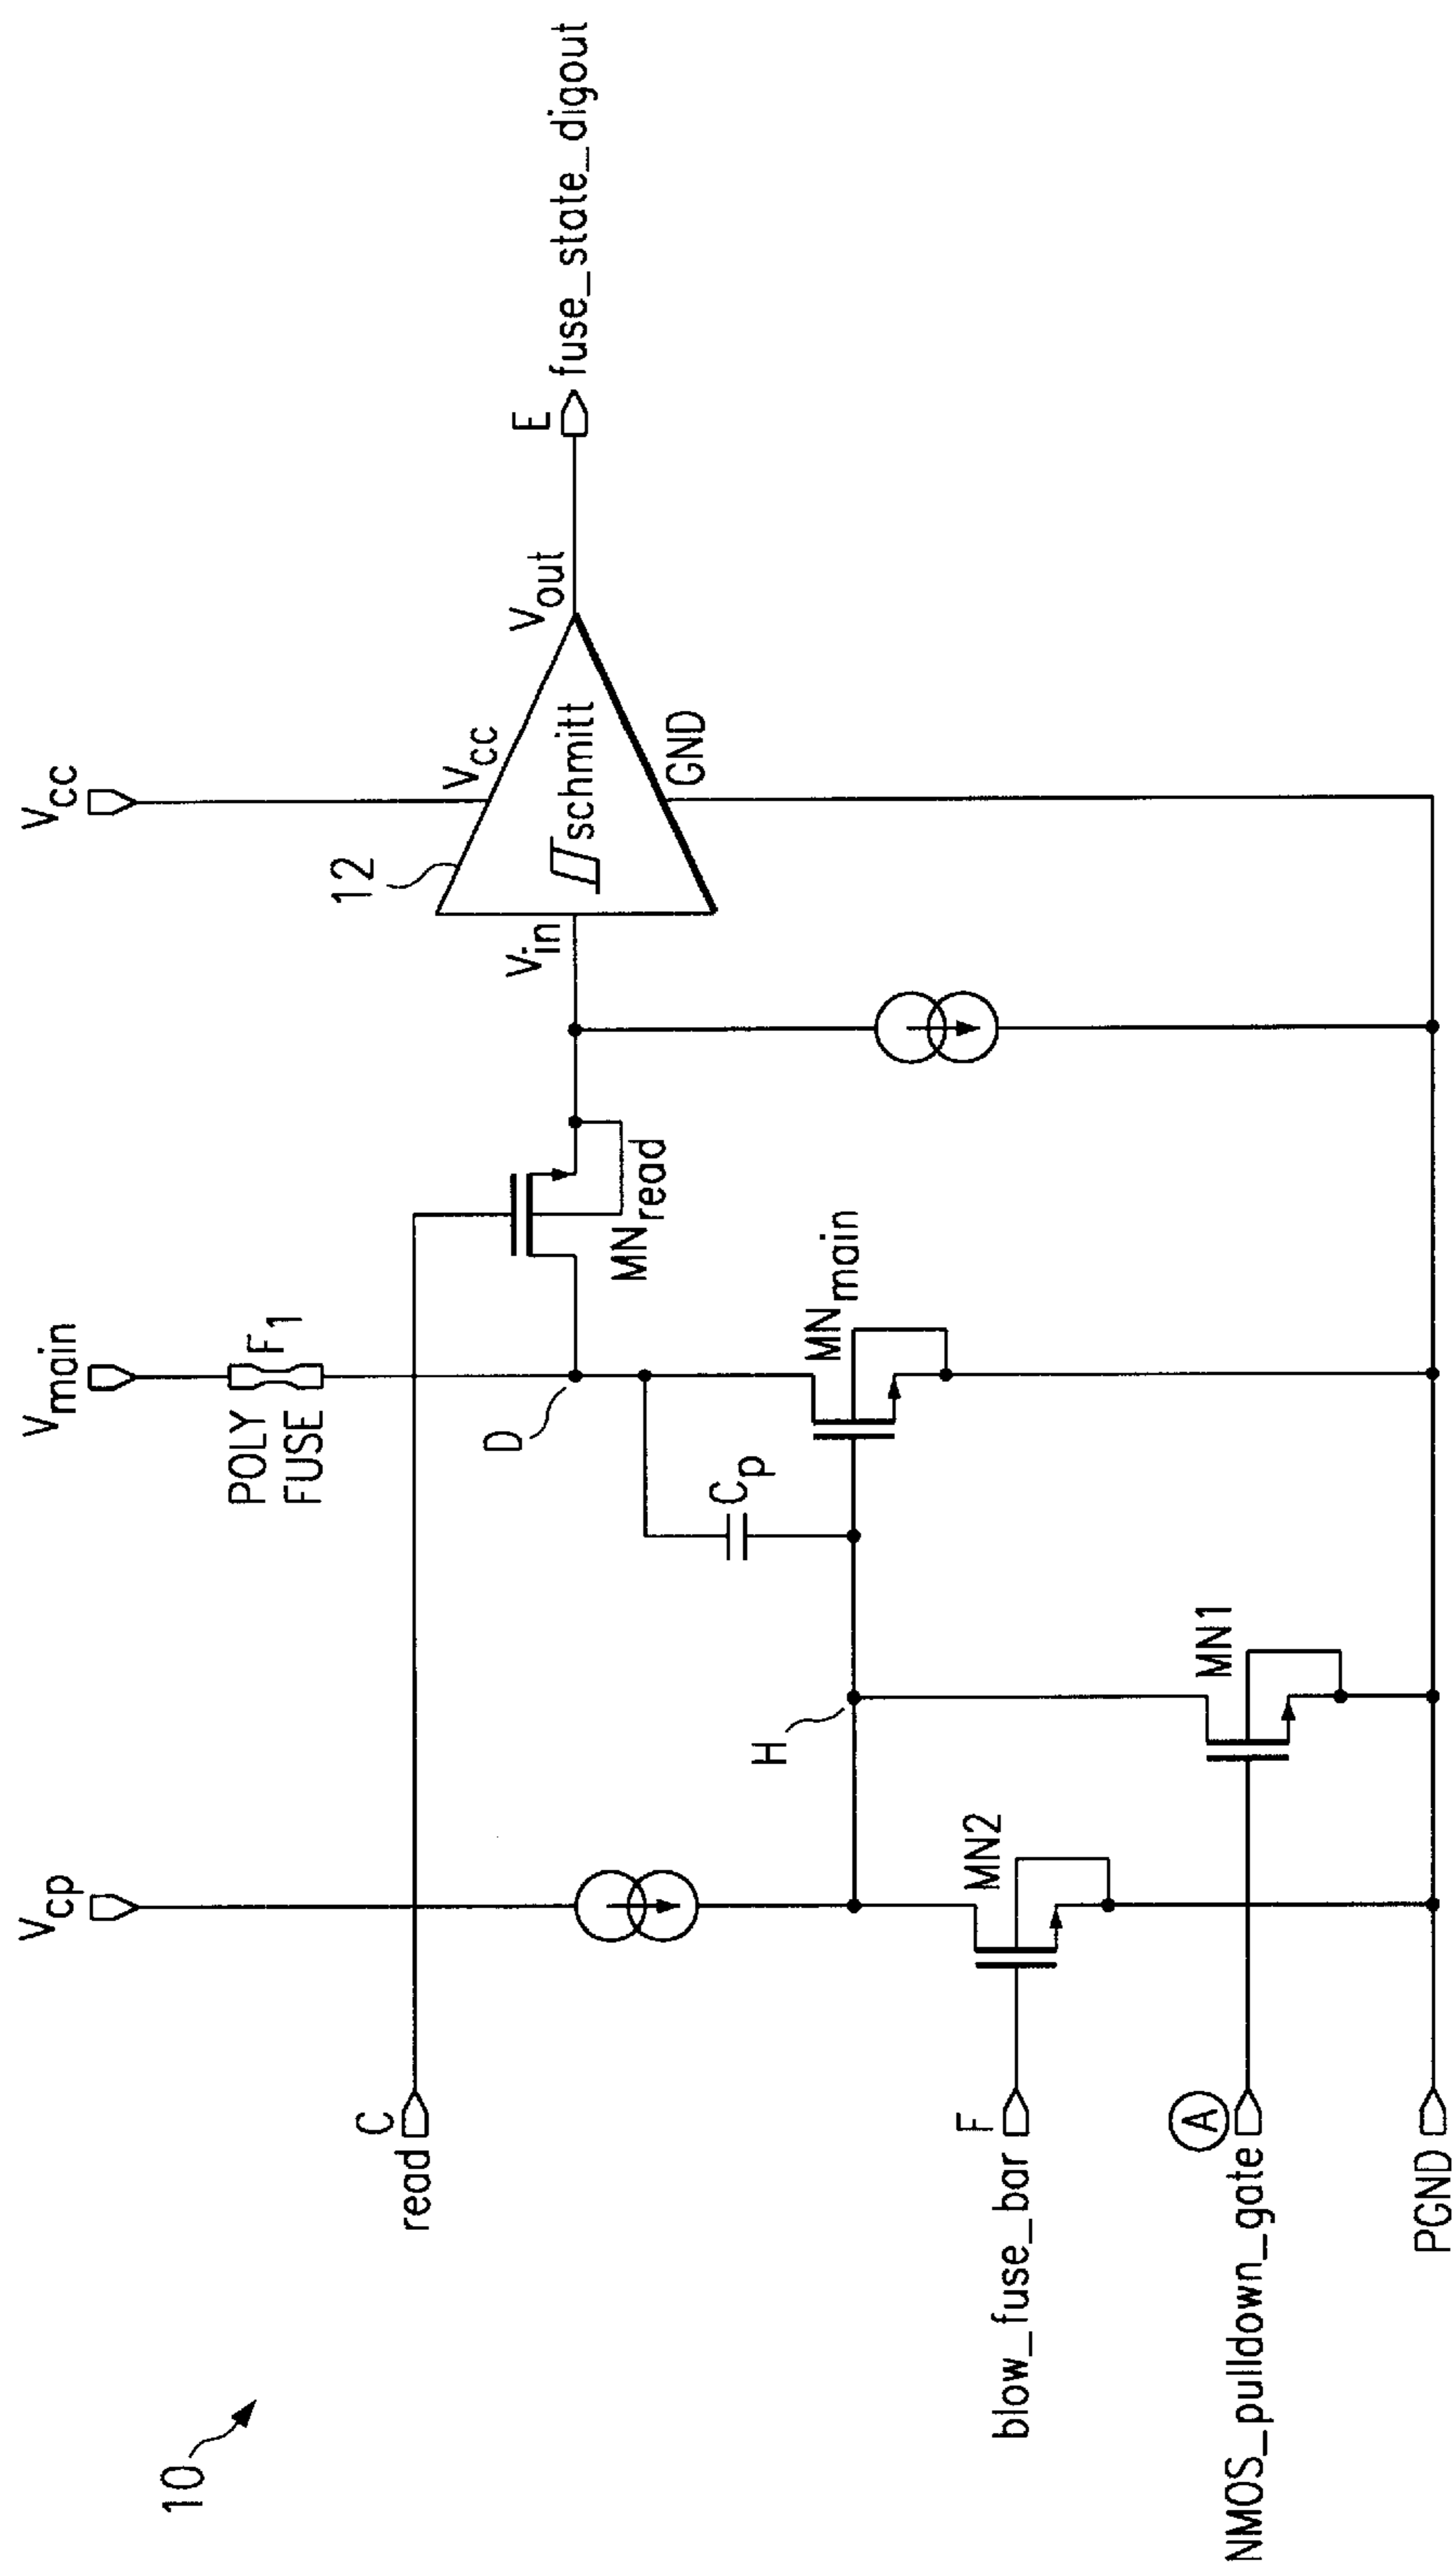 10
V_cp
V_main
V_cc
POLY
FUSE
F_1
12
V_cc
schmitt
GND
V_in
V_out
E
fuse_state_digout
C
read
D
MN_read
C_p
MN_main
H
MN2
MN1
F
blow_fuse_bar
A
NMOS_pulldown_gate
PGND